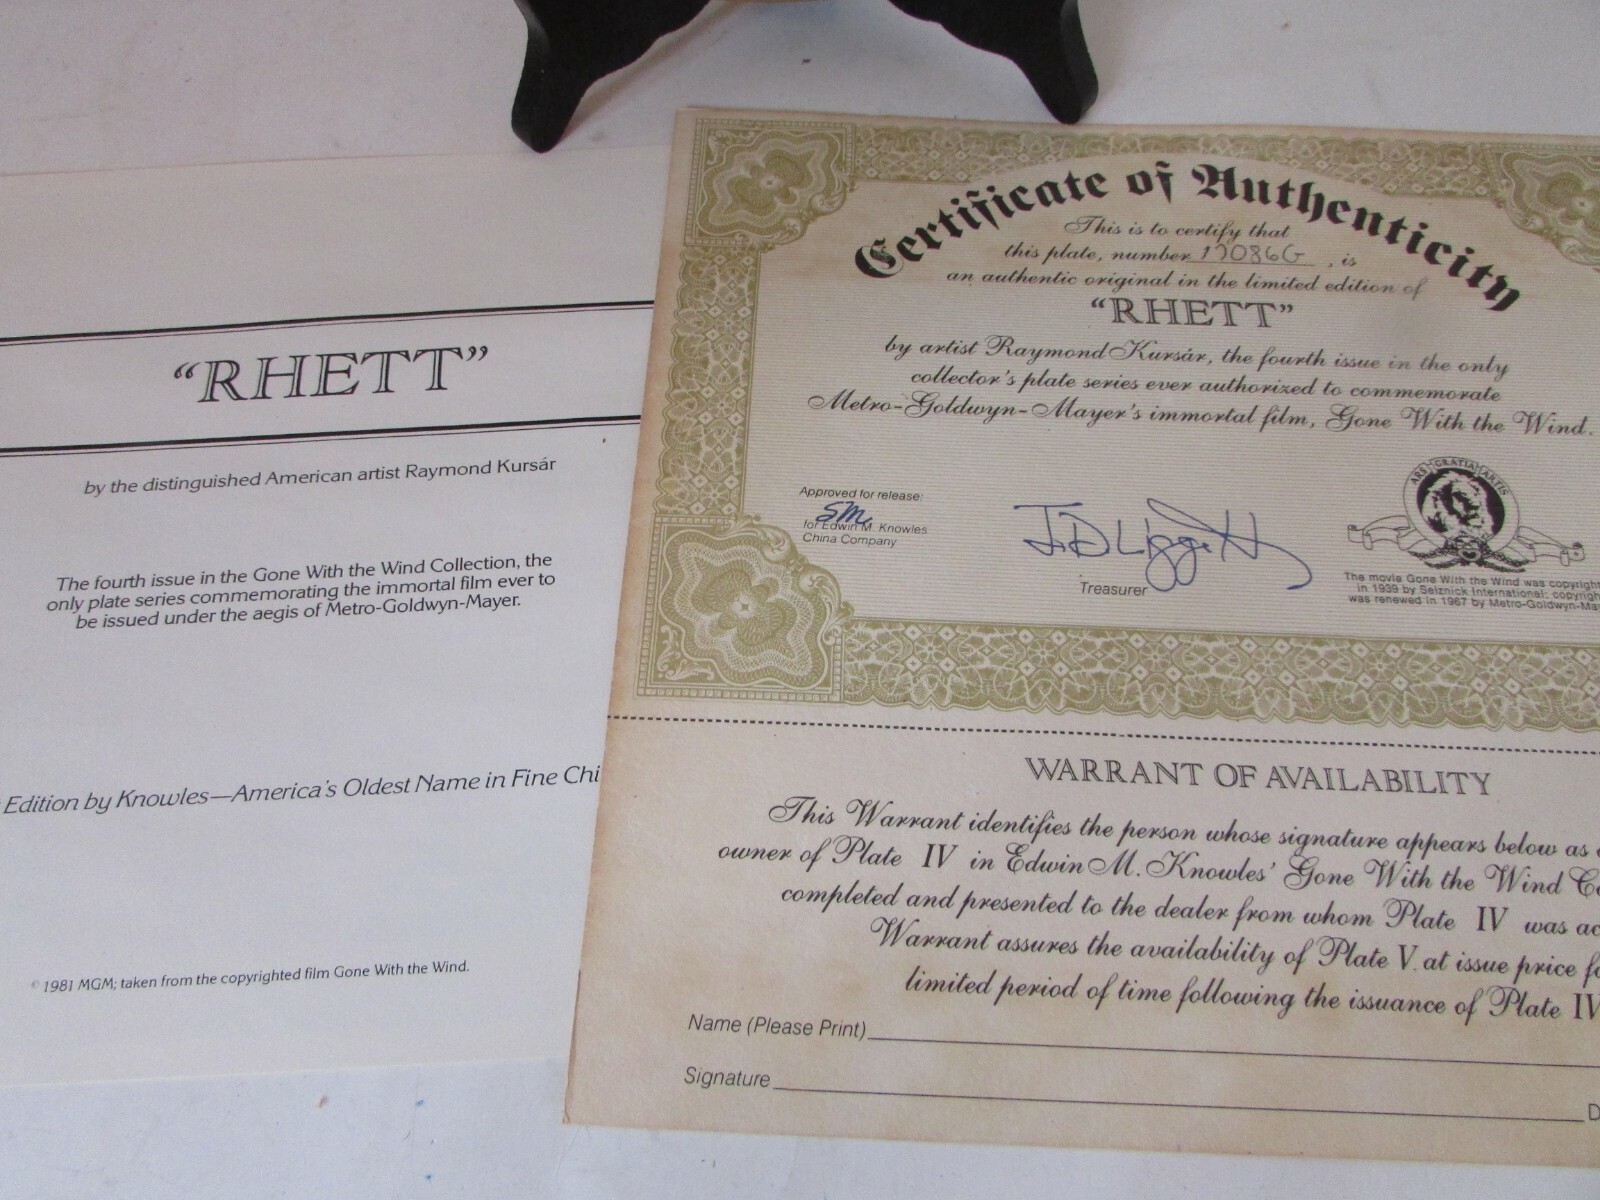 "RHETT"
by the distinguished American artist Raymond Kursár
The fourth issue in the Gone With the Wind Collection, the
only plate series commemorating the immortal film ever to
be issued under the aegis of Metro-Goldwyn-Mayer.
Edition by Knowles—America's Oldest Name in Fine Chi
© 1981 MGM; taken from the copyrighted film Gone With the Wind.
Certificate of Authenticity
This is to certify that
this plate, number 17086G , is
an authentic original in the limited edition of
"RHETT"
by artist Raymond Kursár, the fourth issue in the only
collector's plate series ever authorized to commemorate
Metro-Goldwyn-Mayer's immortal film, Gone With the Wind.
Approved for release:
SM
for Edwin M. Knowles
China Company
Treasurer
ARS GRATIA ARTIS
The movie Gone With the Wind was copyright
in 1939 by Selznick International; copyrigh
was renewed in 1967 by Metro-Goldwyn-Ma
WARRANT OF AVAILABILITY
This Warrant identifies the person whose signature appears below as
owner of Plate IV in Edwin M. Knowles' Gone With the Wind Co
completed and presented to the dealer from whom Plate IV was ac
Warrant assures the availability of Plate V at issue price fo
limited period of time following the issuance of Plate IV
Name (Please Print)
Signature
D